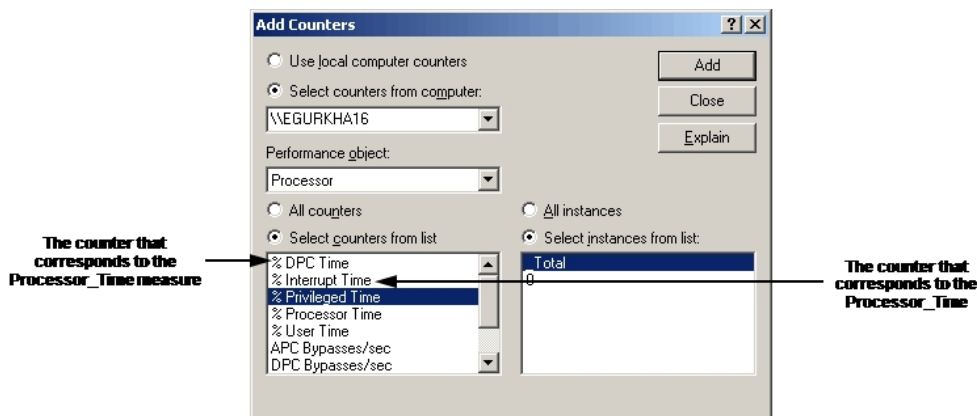 Add Counters
Use local computer counters
Select counters from computer:
\\EGURKHA16
Performance object:
Processor
All counters
Select counters from list
% DPC Time
% Interrupt Time
% Privileged Time
% Processor Time
% User Time
APC Bypasses/sec
DPC Bypasses/sec
All instances
Select instances from list:
_Total
0
Add
Close
Explain
The counter that
corresponds to the
Processor_Time measure
The counter that
corresponds to the
Processor_Time